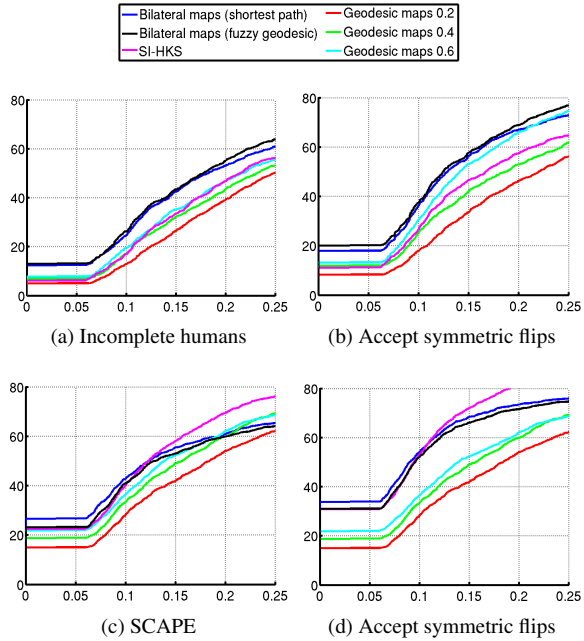 Bilateral maps (shortest path)
Bilateral maps (fuzzy geodesic)
SI-HKS
Geodesic maps 0.2
Geodesic maps 0.4
Geodesic maps 0.6
80
60
40
20
0
0 0.05 0.1 0.15 0.2 0.25
(a) Incomplete humans
80
60
40
20
0
0 0.05 0.1 0.15 0.2 0.25
(b) Accept symmetric flips
80
60
40
20
0
0 0.05 0.1 0.15 0.2 0.25
(c) SCAPE
80
60
40
20
0
0 0.05 0.1 0.15 0.2 0.25
(d) Accept symmetric flips